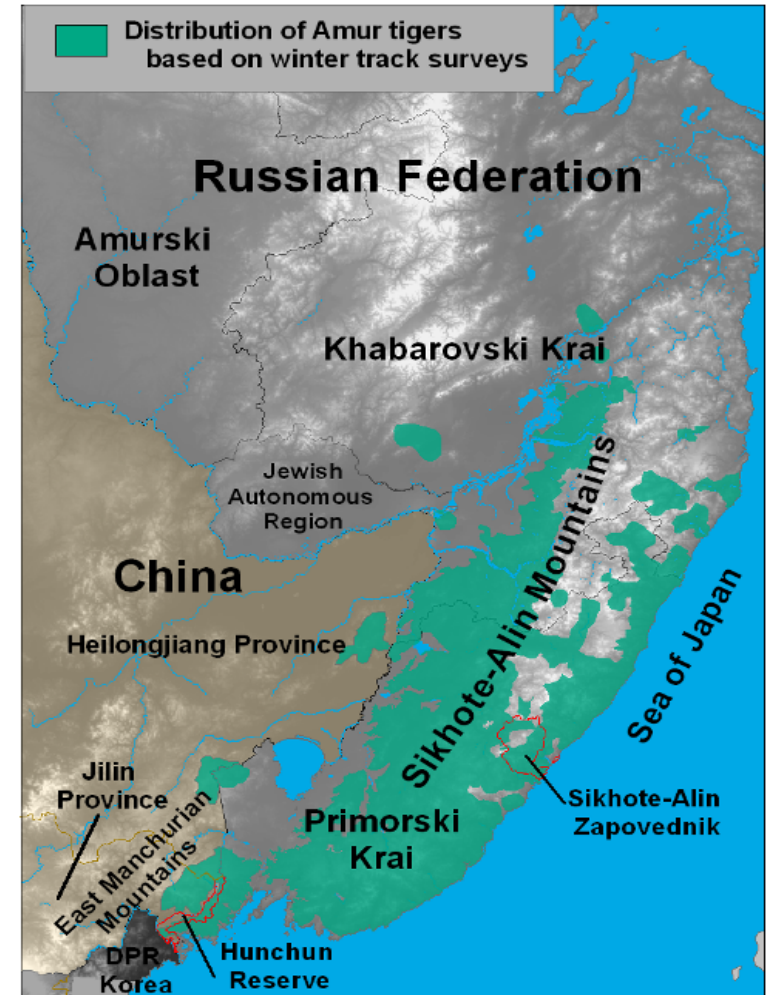 Distribution of Amur tigers
based on winter track surveys
Russian Federation
Amurski
Oblast
Khabarovski Krai
Jewish
Autonomous
Region
China
Heilongjiang Province
Sikhote-Alin Mountains
Sea of Japan
Jilin
Province
East Manchurian
Mountains
Primorski
Krai
Sikhote-Alin
Zapovednik
DPR
Korea
Hunchun
Reserve